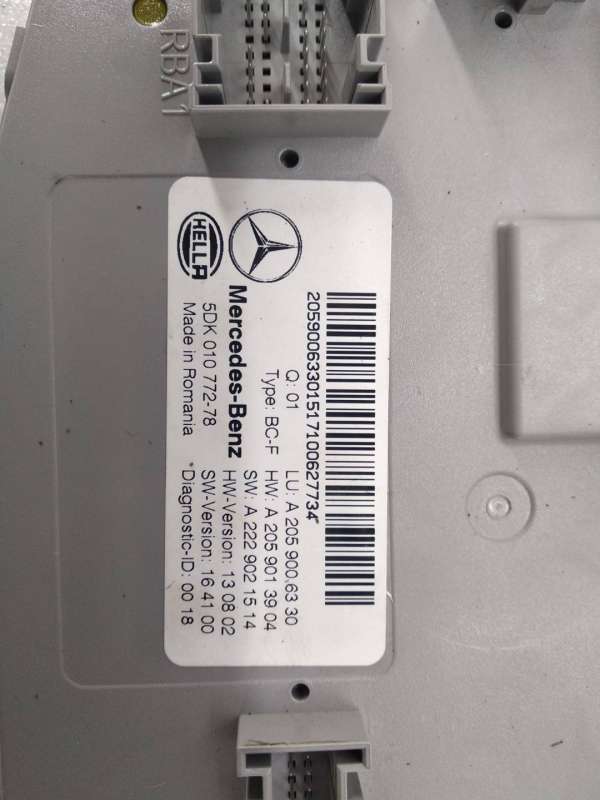 RBA1
2059006330151710062773​4
Q: 01
LU: A 205 900 63 30
Type: BC-F
HW: A 205 901 39 04
Mercedes-Benz
SW: A 222 902 15 14
HW-Version: 13 08 02
HELLA
5DK 010 772-78
SW-Version: 16 41 00
Made in Romania
*Diagnostic-ID: 00 18